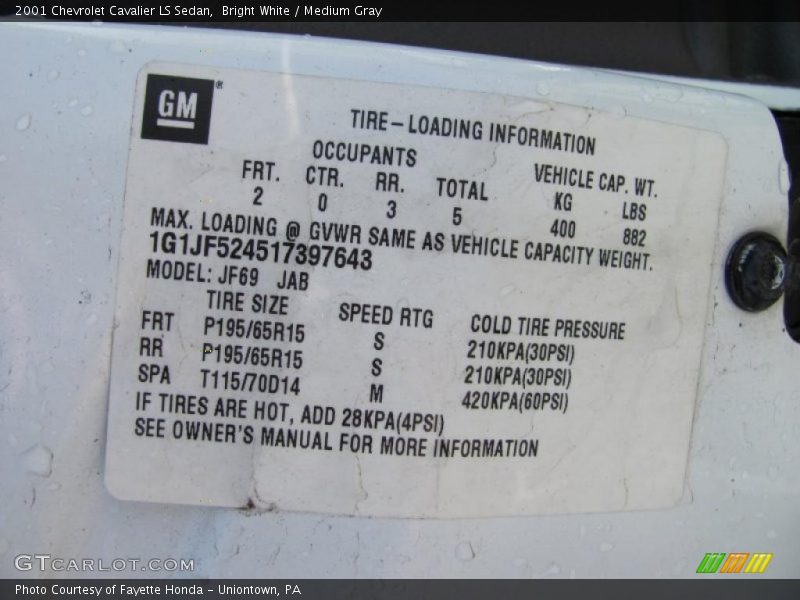 2001 Chevrolet Cavalier LS Sedan,  Bright White / Medium Gray
GM®
TIRE-LOADING INFORMATION
OCCUPANTS VEHICLE CAP. WT.
FRT. CTR. RR. TOTAL KG LBS
2 0 3 5 400 882
MAX. LOADING @ GVWR SAME AS VEHICLE CAPACITY WEIGHT.
1G1JF524517397643
MODEL: JF69 JAB
TIRE SIZE SPEED RTG COLD TIRE PRESSURE
FRT P195/65R15 S 210KPA(30PSI)
RR P195/65R15 S 210KPA(30PSI)
SPA T115/70D14 M 420KPA(60PSI)
IF TIRES ARE HOT, ADD 28KPA(4PSI)
SEE OWNER'S MANUAL FOR MORE INFORMATION
GTCARLOT.COM
Photo Courtesy of Fayette Honda - Uniontown, PA